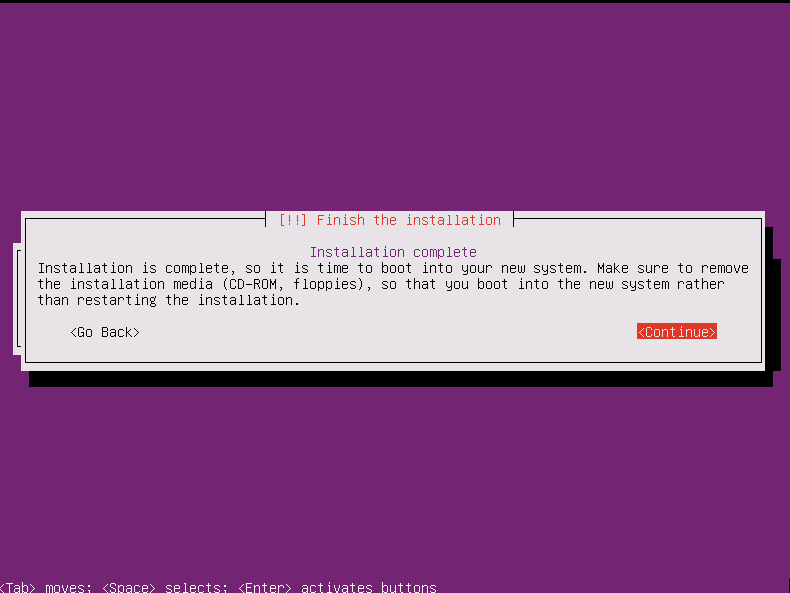 [!!] Finish the installation
Installation complete
Installation is complete, so it is time to boot into your new system. Make sure to remove
the installation media (CD-ROM, floppies), so that you boot into the new system rather
than restarting the installation.
<Go Back> <Continue>
<Tab> moves; <Space> selects; <Enter> activates buttons